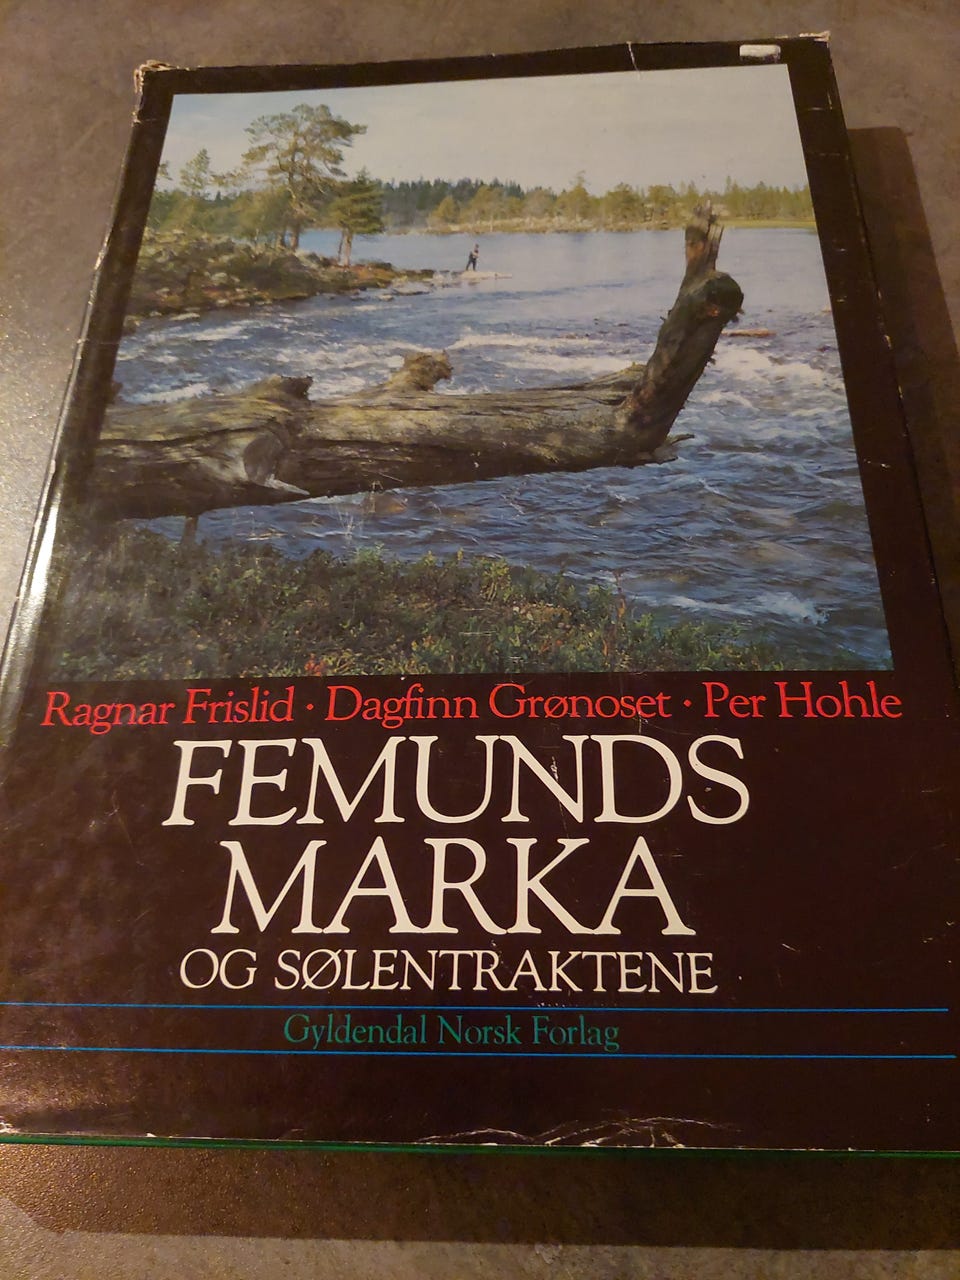 Ragnar Frislid · Dagfinn Grønoset · Per Hohle
FEMUNDS
MARKA
OG SØLENTRAKTENE
Gyldendal Norsk Forlag